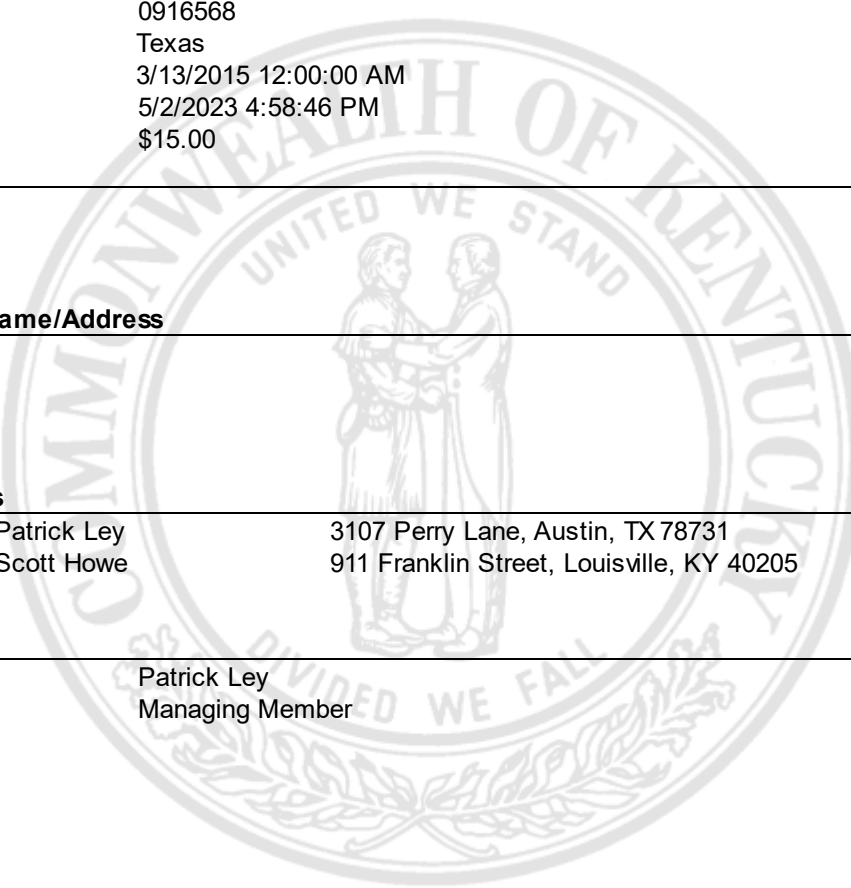 0916568
Texas
3/13/2015 12:00:00 AM
5/2/2023 4:58:46 PM
$15.00
COMMONWEALTH OF KENTUCKY
UNITED WE STAND
ame/Address
s
Patrick Ley 3107 Perry Lane, Austin, TX 78731
Scott Howe 911 Franklin Street, Louisville, KY 40205
DIVIDED WE FALL
Patrick Ley
Managing Member